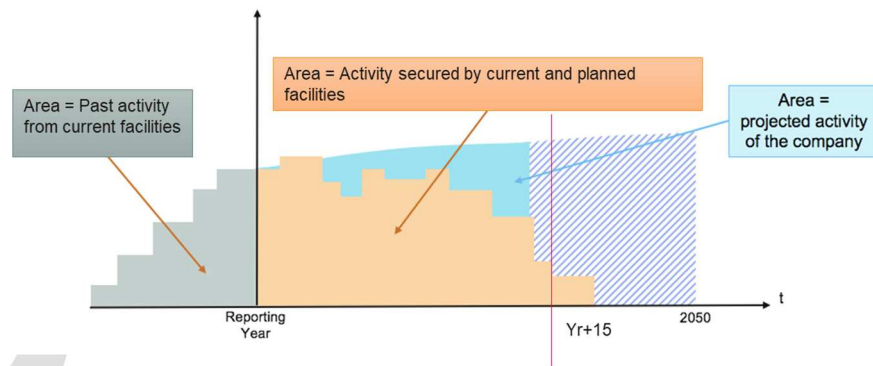 Area = Past activity
from current facilities
Area = Activity secured by current and planned
facilities
Area =
projected activity
of the company
t
Reporting
Year
Yr+15
2050